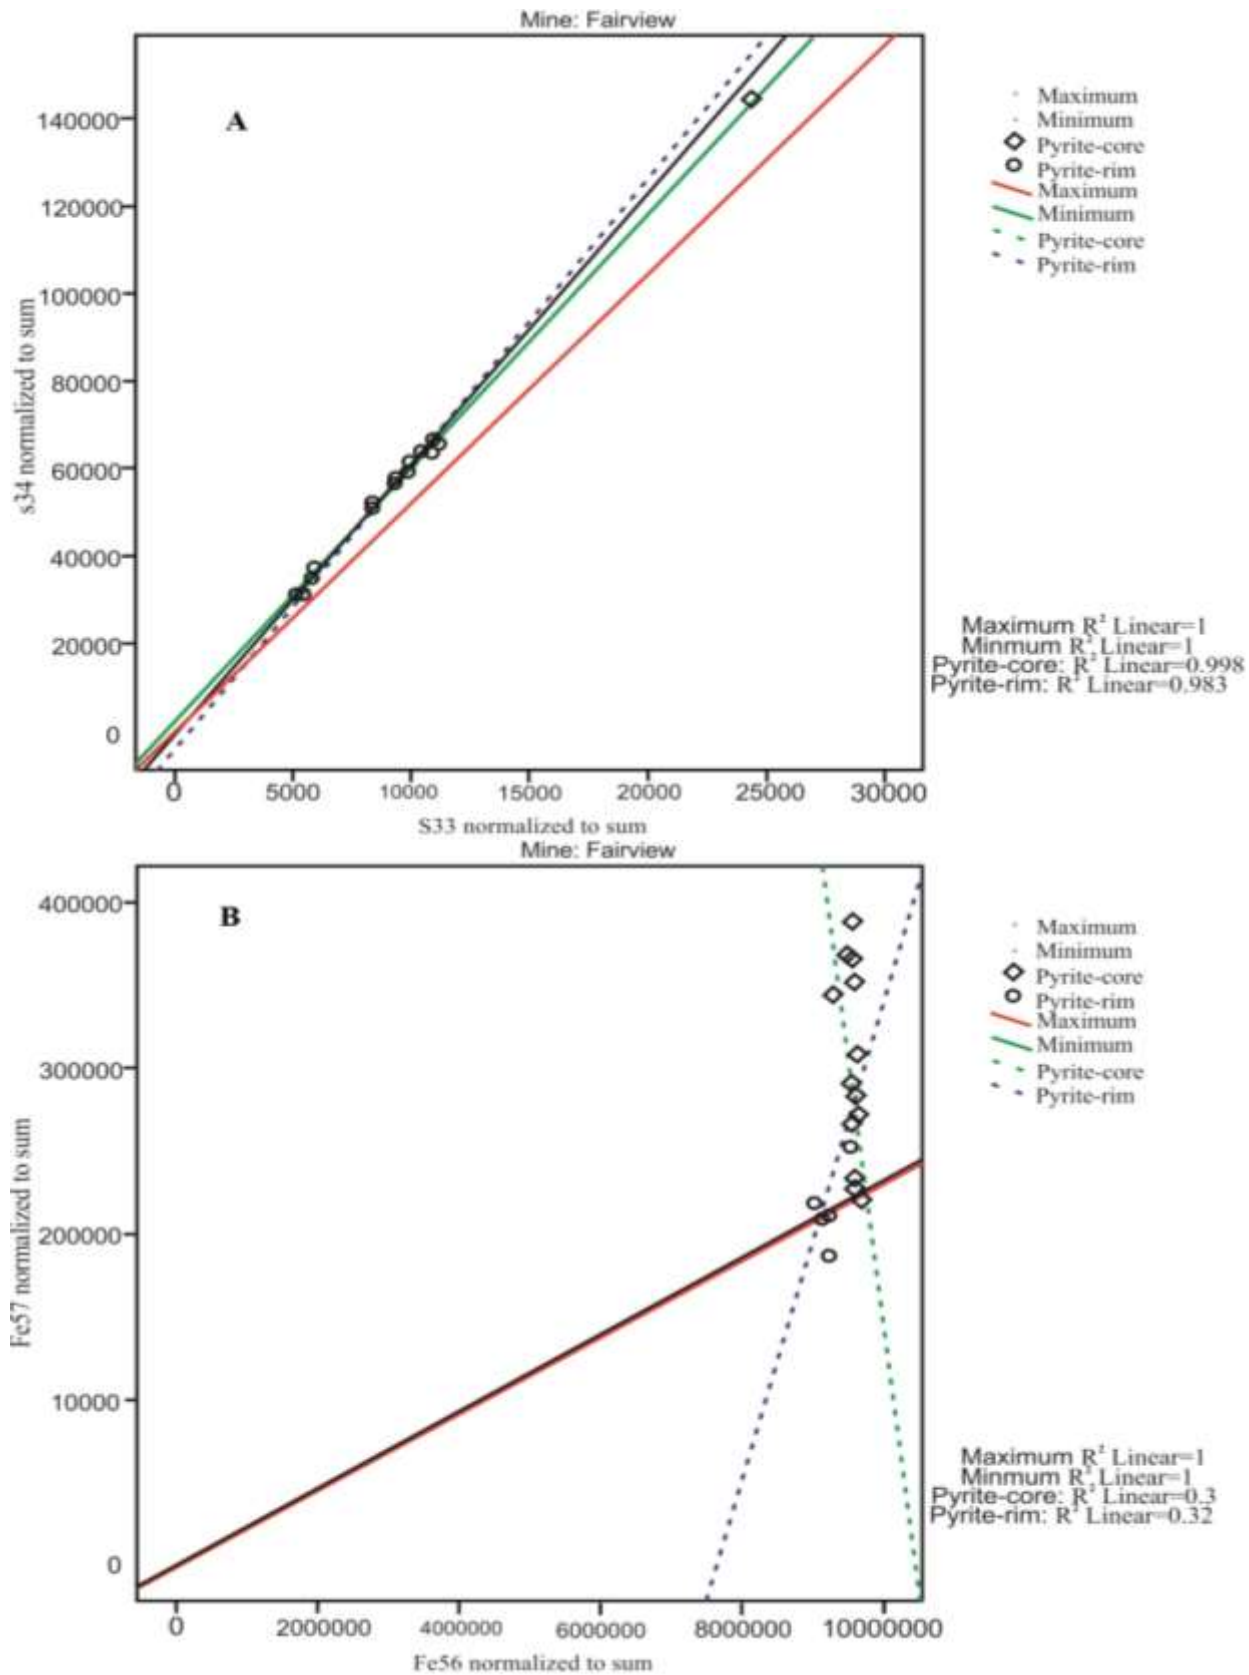 Mine: Fairview
A
s34 normalized to sum
140000
120000
100000
80000
60000
40000
20000
0
0 5000 10000 15000 20000 25000 30000
S33 normalized to sum
Maximum
Minimum
Pyrite-core
Pyrite-rim
Maximum
Minimum
Pyrite-core
Pyrite-rim
Maximum R² Linear=1
Minmum R² Linear=1
Pyrite-core: R² Linear=0.998
Pyrite-rim: R² Linear=0.983
Mine: Fairview
B
Fe57 normalized to sum
400000
300000
200000
10000
0
0 2000000 4000000 6000000 8000000 10000000
Fe56 normalized to sum
Maximum
Minimum
Pyrite-core
Pyrite-rim
Maximum
Minimum
Pyrite-core
Pyrite-rim
Maximum R² Linear=1
Minmum R² Linear=1
Pyrite-core: R² Linear=0.3
Pyrite-rim: R² Linear=0.32